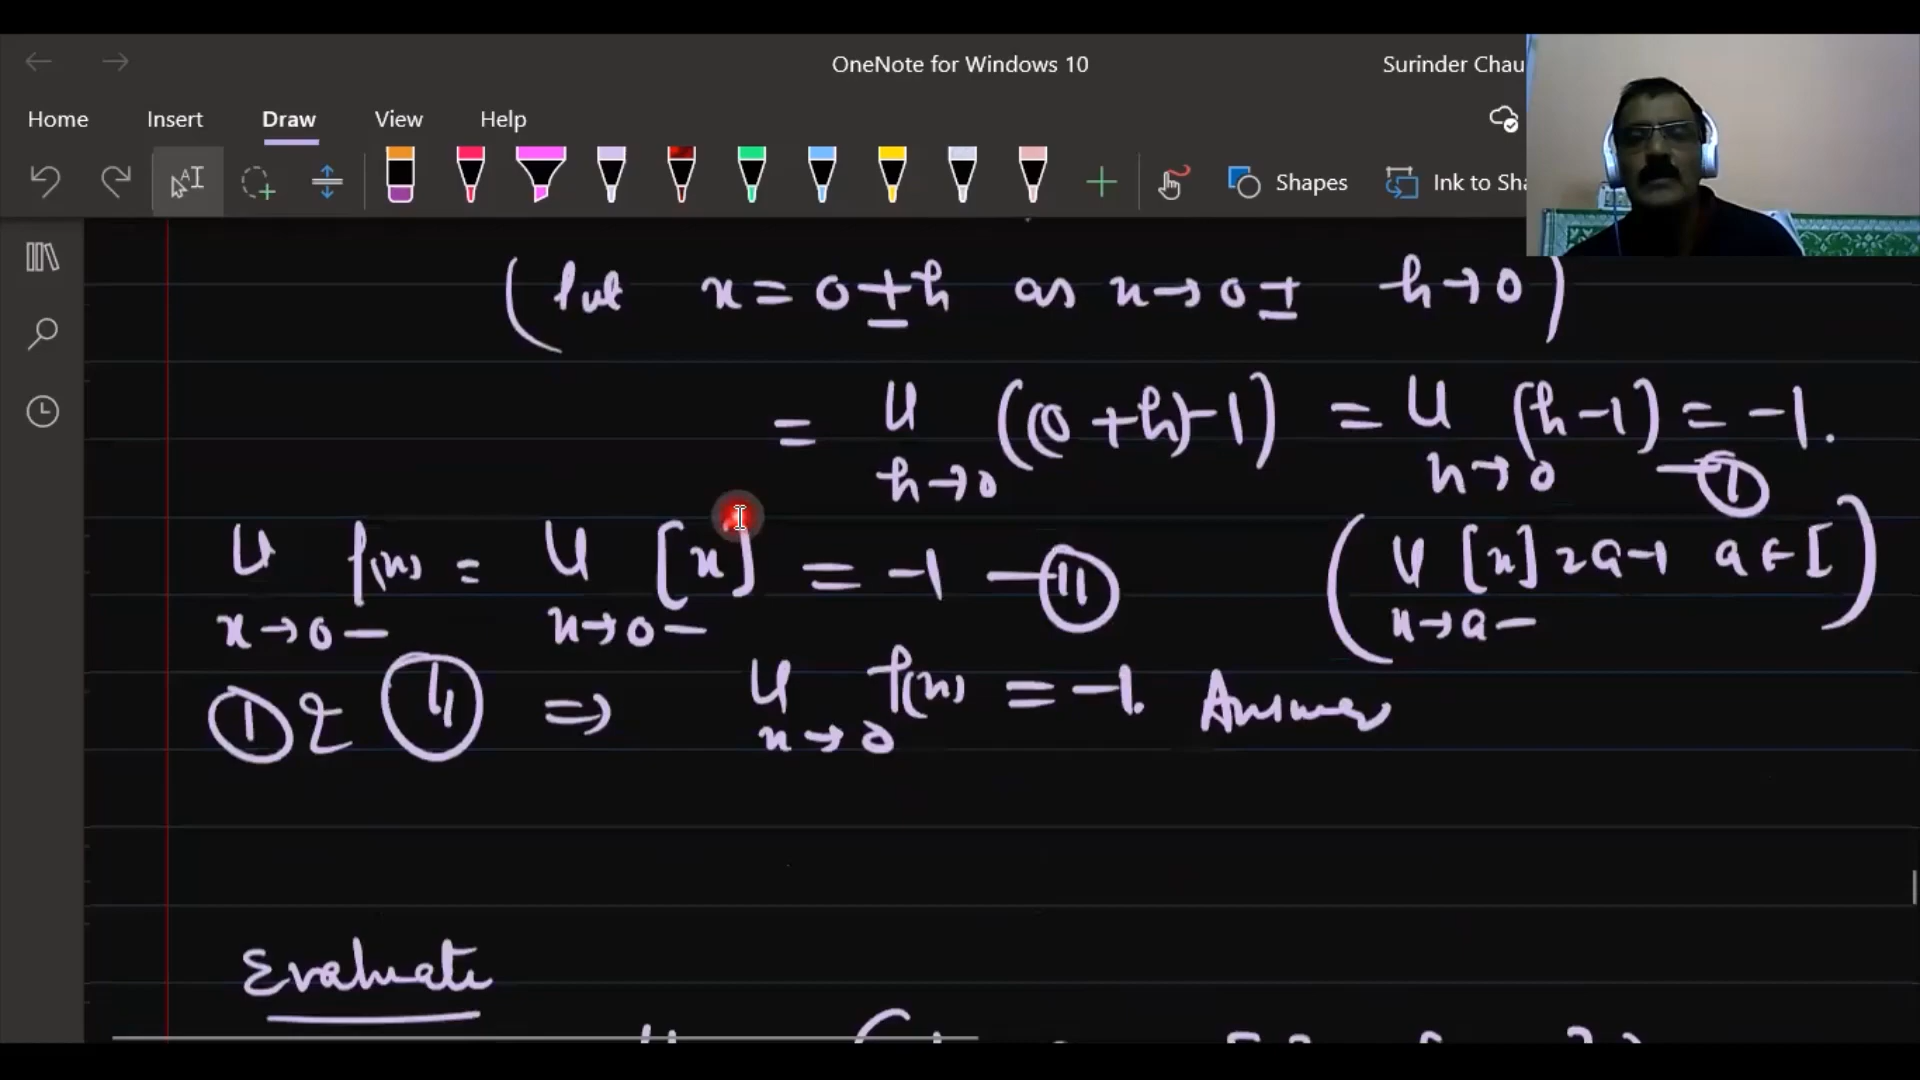 OneNote for Windows 10
Surinder Chau
Home Insert Draw View Help
Shapes Ink to Sha
(Put x = 0 ± h as x → 0 ± h → 0)
= Lt h→0 ((0 + h) - 1) = Lt h→0 (h - 1) = -1. — ①
Lt x→0- f(x) = Lt x→0- [x] = -1 — ⑪ ( Lt x→a- [x] = a-1 a ∈ I )
① & ⑪ ⇒ Lt x→0 f(x) = -1. Answer
Evaluate